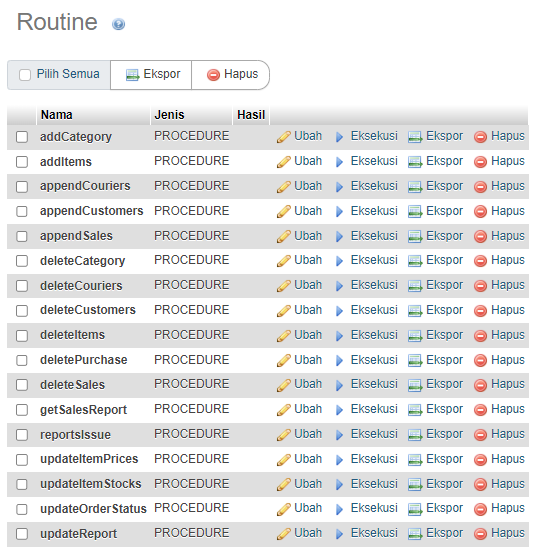 Routine
Pilih Semua Ekspor Hapus
Nama Jenis Hasil
addCategory PROCEDURE Ubah Eksekusi Ekspor Hapus
addItems PROCEDURE Ubah Eksekusi Ekspor Hapus
appendCouriers PROCEDURE Ubah Eksekusi Ekspor Hapus
appendCustomers PROCEDURE Ubah Eksekusi Ekspor Hapus
appendSales PROCEDURE Ubah Eksekusi Ekspor Hapus
deleteCategory PROCEDURE Ubah Eksekusi Ekspor Hapus
deleteCouriers PROCEDURE Ubah Eksekusi Ekspor Hapus
deleteCustomers PROCEDURE Ubah Eksekusi Ekspor Hapus
deleteItems PROCEDURE Ubah Eksekusi Ekspor Hapus
deletePurchase PROCEDURE Ubah Eksekusi Ekspor Hapus
deleteSales PROCEDURE Ubah Eksekusi Ekspor Hapus
getSalesReport PROCEDURE Ubah Eksekusi Ekspor Hapus
reportsIssue PROCEDURE Ubah Eksekusi Ekspor Hapus
updateItemPrices PROCEDURE Ubah Eksekusi Ekspor Hapus
updateItemStocks PROCEDURE Ubah Eksekusi Ekspor Hapus
updateOrderStatus PROCEDURE Ubah Eksekusi Ekspor Hapus
updateReport PROCEDURE Ubah Eksekusi Ekspor Hapus